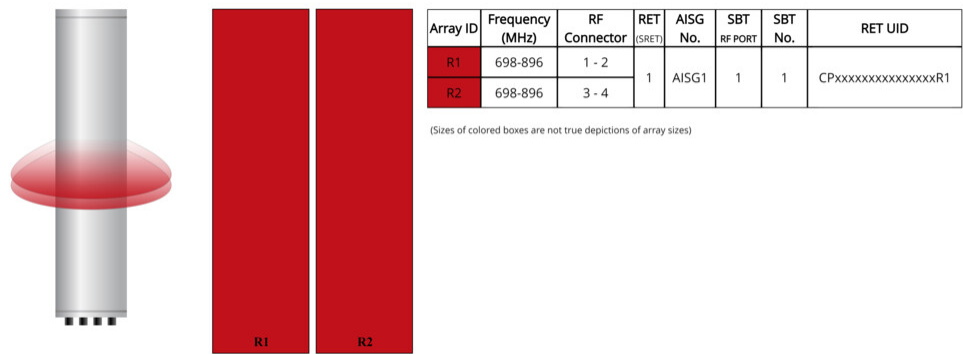 R1
R2
Array ID Frequency (MHz) RF Connector RET (SRET) AISG No. SBT RF PORT SBT No. RET UID
R1 698-896 1 - 2 1 AISG1 1 1 CPxxxxxxxxxxxxxxxR1
R2 698-896 3 - 4
(Sizes of colored boxes are not true depictions of array sizes)